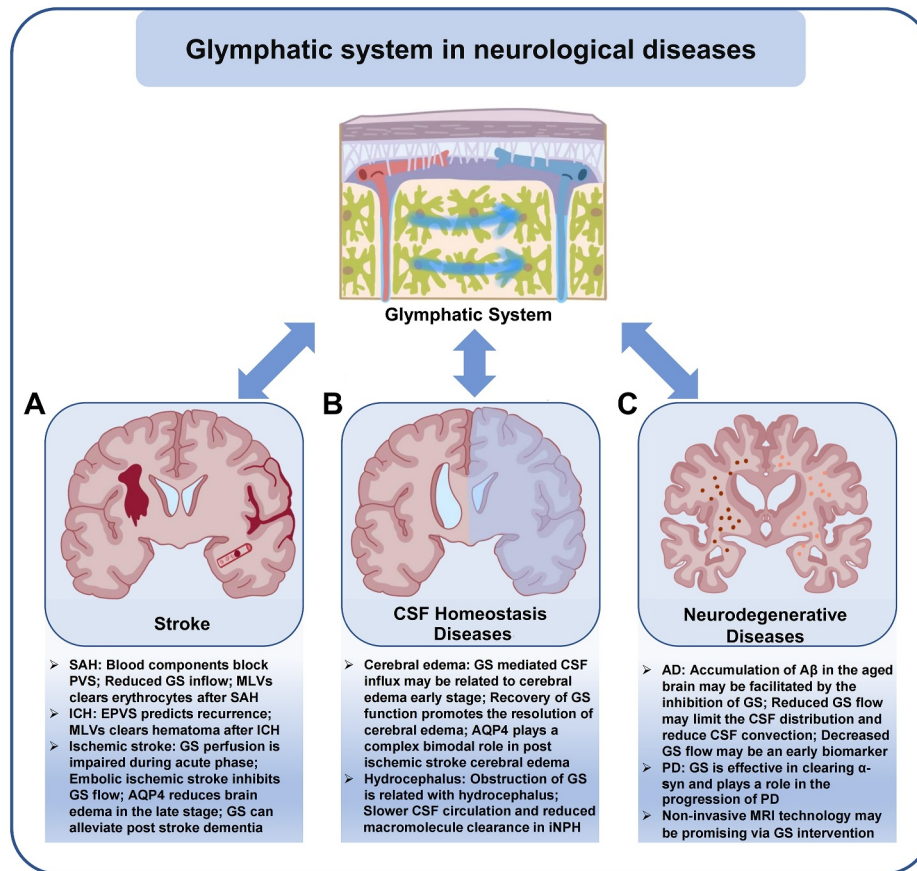 Glymphatic system in neurological diseases
Glymphatic System
A
Stroke
➢ SAH: Blood components block
PVS; Reduced GS inflow; MLVs
clears erythrocytes after SAH
➢ ICH: EPVS predicts recurrence;
MLVs clears hematoma after ICH
➢ Ischemic stroke: GS perfusion is
impaired during acute phase;
Embolic ischemic stroke inhibits
GS flow; AQP4 reduces brain
edema in the late stage; GS can
alleviate post stroke dementia
B
CSF Homeostasis
Diseases
➢ Cerebral edema: GS mediated CSF
influx may be related to cerebral
edema early stage; Recovery of GS
function promotes the resolution of
cerebral edema; AQP4 plays a
complex bimodal role in post
ischemic stroke cerebral edema
➢ Hydrocephalus: Obstruction of GS
is related with hydrocephalus;
Slower CSF circulation and reduced
macromolecule clearance in iNPH
C
Neurodegenerative
Diseases
➢ AD: Accumulation of Aβ in the aged
brain may be facilitated by the
inhibition of GS; Reduced GS flow
may limit the CSF distribution and
reduce CSF convection; Decreased
GS flow may be an early biomarker
➢ PD: GS is effective in clearing α-
syn and plays a role in the
progression of PD
➢ Non-invasive MRI technology may
be promising via GS intervention